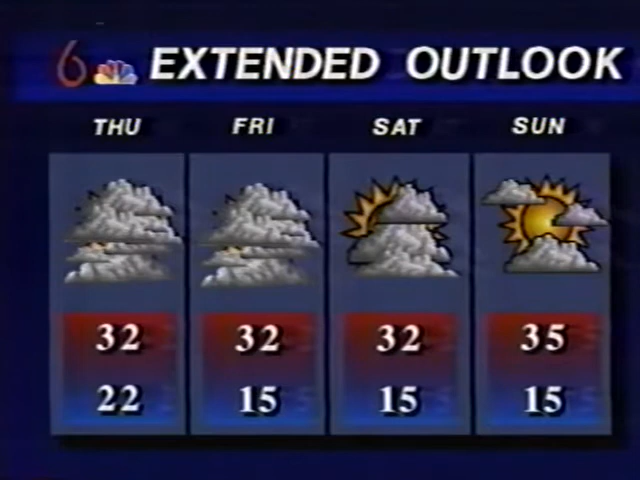 6 EXTENDED OUTLOOK
THU FRI SAT SUN
32 32 32 35
22 15 15 15